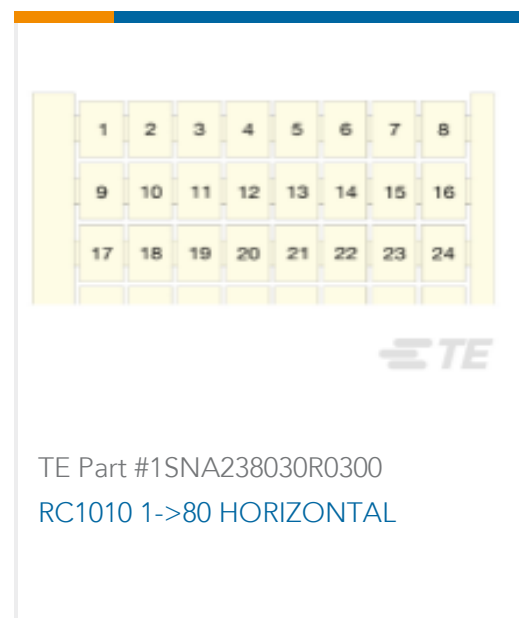 1 2 3 4 5 6 7 8
9 10 11 12 13 14 15 16
17 18 19 20 21 22 23 24
TE
TE Part #1SNA238030R0300
RC1010 1->80 HORIZONTAL